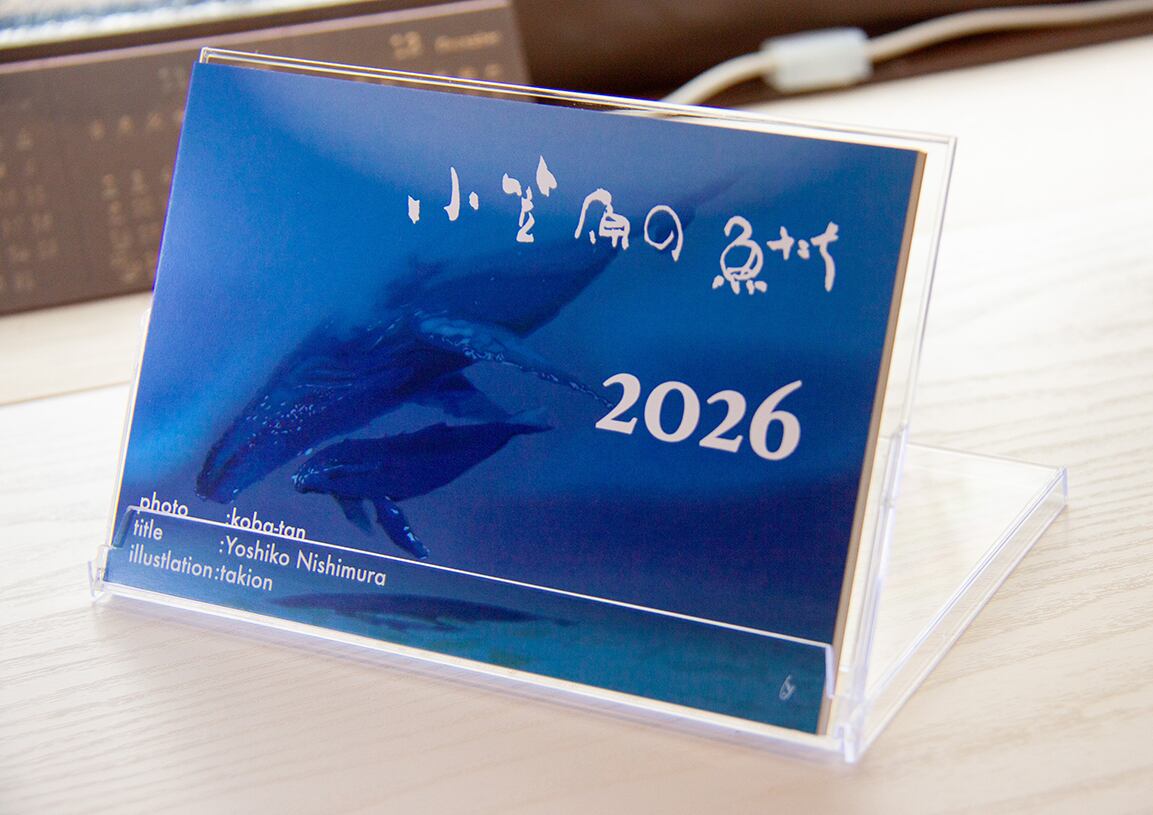 小笠原の魚たち
2026
photo :koba-tan
title :Yoshiko Nishimura
illustlation:takion